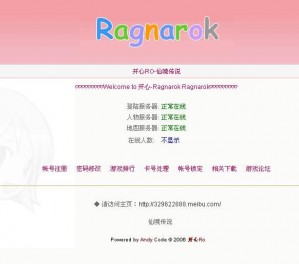 Ragnarok
开心RO-仙境传说
Welcome to 开心-Ragnarok Ragnarok
登陆服务器: 正常在线
人物服务器: 正常在线
地图服务器: 正常在线
在线人数: 不显示
帐号注册 密码修改 游戏排行 卡号处理 帐号锁定 相关下载 游戏论坛
◆ 请访问主页：http://329822888.meibu.com/
仙境传说
Powered by Andy Code © 2008 开心Ro